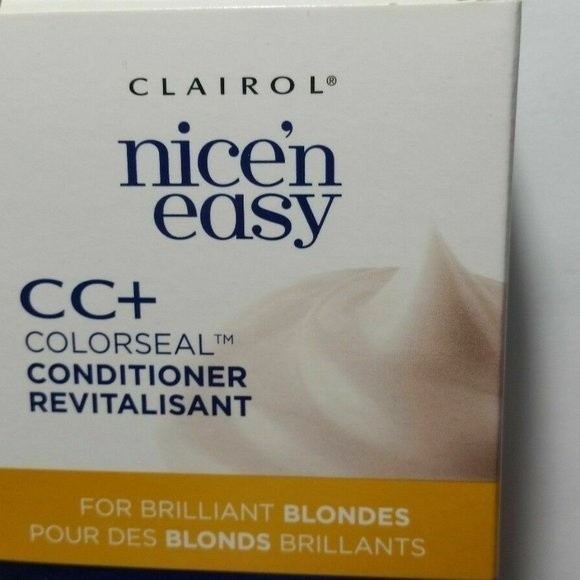 CLAIROL®
nice'n
easy
CC+
COLORSEAL™
CONDITIONER
REVITALISANT
FOR BRILLIANT BLONDES
POUR DES BLONDS BRILLANTS